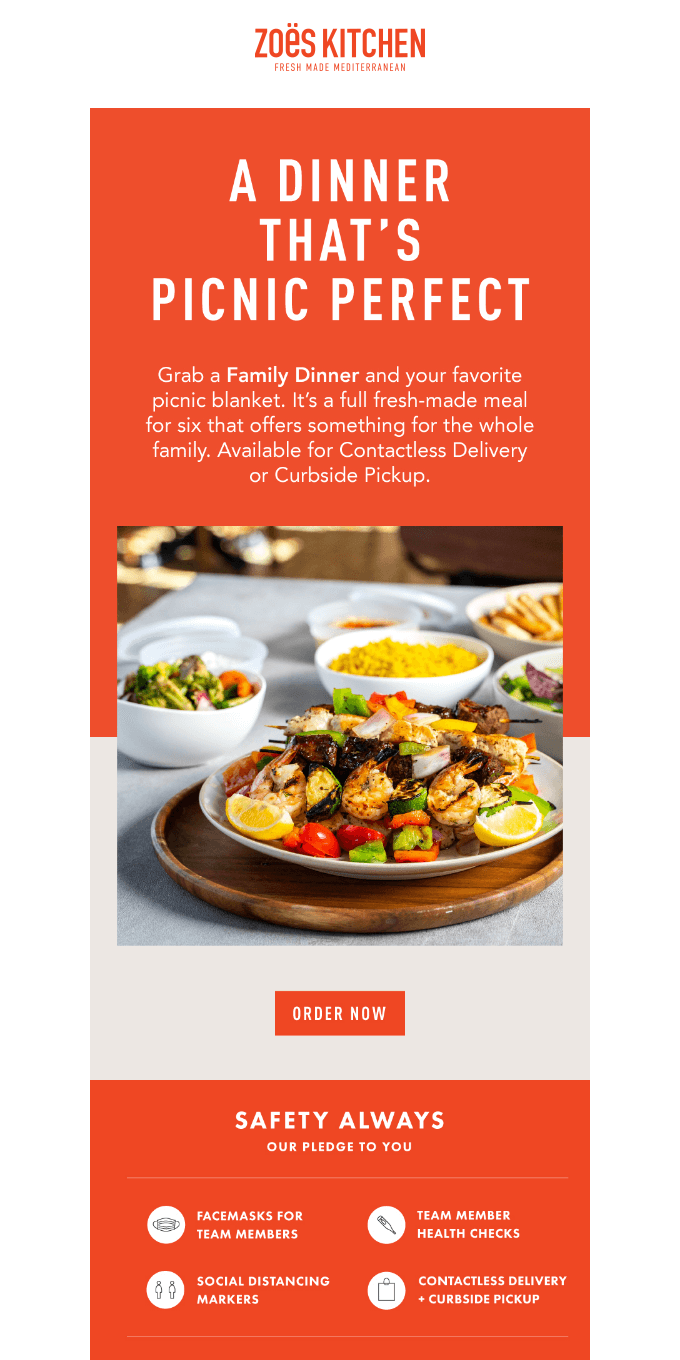 ZOËS KITCHEN
FRESH MADE MEDITERRANEAN
A DINNER
THAT'S
PICNIC PERFECT
Grab a Family Dinner and your favorite
picnic blanket. It's a full fresh-made meal
for six that offers something for the whole
family. Available for Contactless Delivery
or Curbside Pickup.
ORDER NOW
SAFETY ALWAYS
OUR PLEDGE TO YOU
FACEMASKS FOR
TEAM MEMBERS
TEAM MEMBER
HEALTH CHECKS
SOCIAL DISTANCING
MARKERS
CONTACTLESS DELIVERY
+ CURBSIDE PICKUP